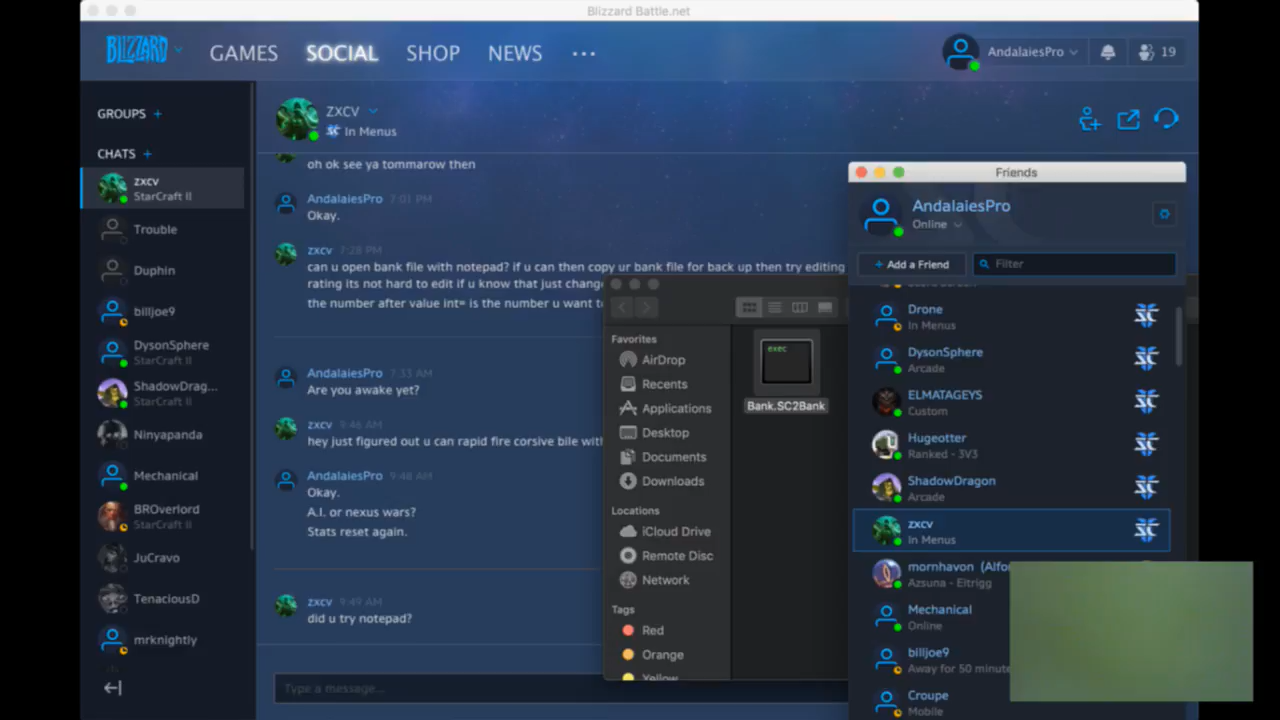 Blizzard Battle.net
BLIZZARD
GAMES
SOCIAL
SHOP
NEWS
AndalaiesPro
19
GROUPS +
CHATS +
zxcv
StarCraft II
Trouble
Duphin
billjoe9
DysonSphere
StarCraft II
ShadowDrag...
StarCraft II
Ninyapanda
Mechanical
BROverlord
StarCraft II
JuCravo
TenaciousD
mrknightly
ZXCV
In Menus
oh ok see ya tommarow then
AndalaiesPro 7:01 PM
Okay.
zxcv 7:28 PM
can u open bank file with notepad? if u can then copy ur bank file for back up then try editing
rating its not hard to edit if u know that just change
the number after value int= is the number u want to
AndalaiesPro 7:33 AM
Are you awake yet?
zxcv 9:46 AM
hey just figured out u can rapid fire corsive bile with
AndalaiesPro 9:48 AM
Okay.
A.I. or nexus wars?
Stats reset again.
zxcv 9:49 AM
did u try notepad?
Type a message...
Favorites
AirDrop
Recents
Applications
Desktop
Documents
Downloads
Locations
iCloud Drive
Remote Disc
Network
Tags
Red
Orange
Yellow
exec
Bank.SC2Bank
Friends
AndalaiesPro
Online
+ Add a Friend
Filter
Drone
In Menus
DysonSphere
Arcade
ELMATAGEYS
Custom
Hugeotter
Ranked - 3V3
ShadowDragon
Arcade
zxcv
In Menus
mornhavon (Alfo
Azsuna - Eitrigg
Mechanical
Online
billjoe9
Away for 50 minute
Croupe
Mobile